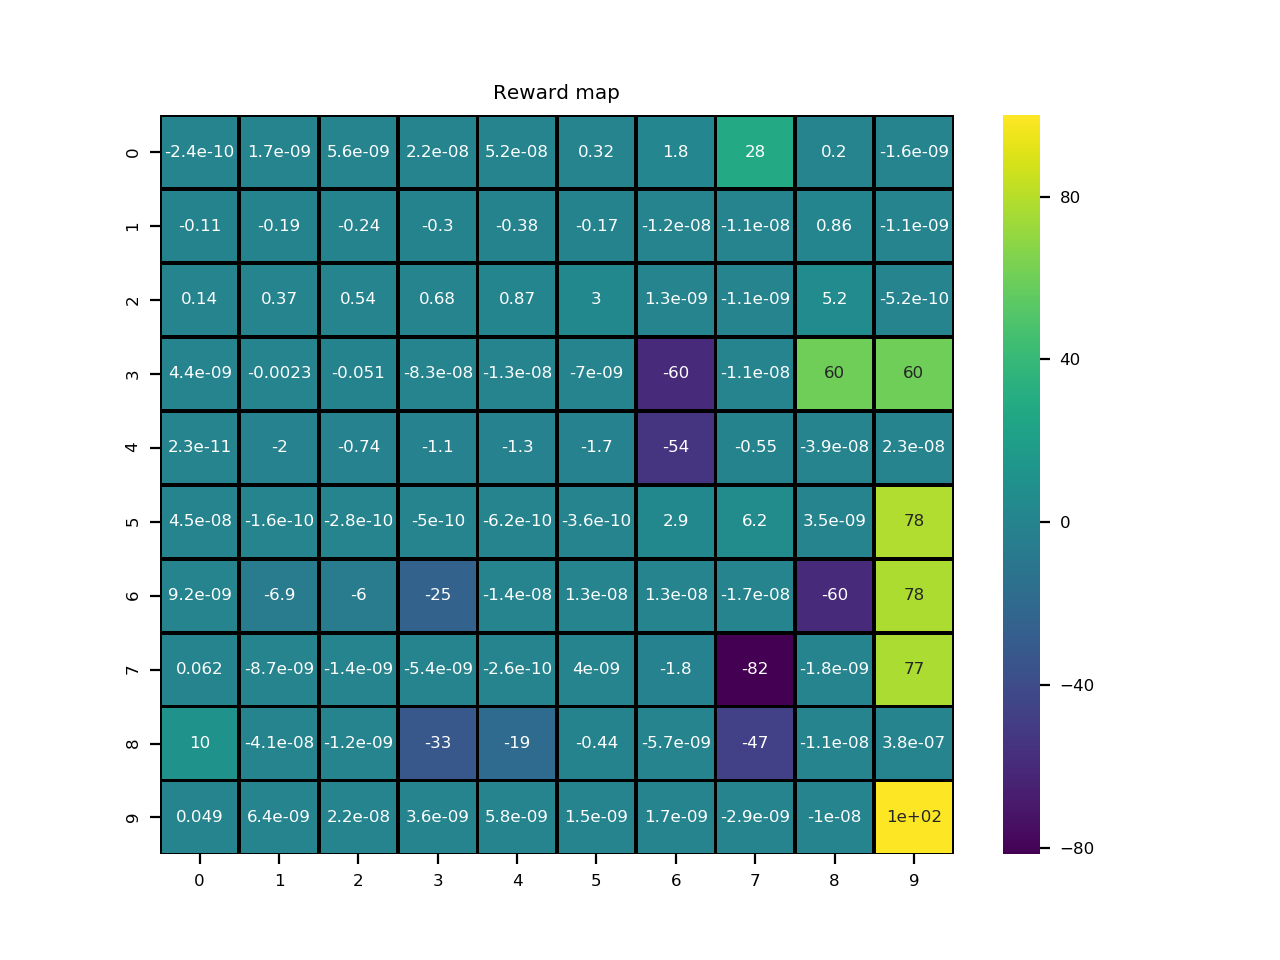 Reward map
0 -2.4e-10 1.7e-09 5.6e-09 2.2e-08 5.2e-08 0.32 1.8 28 0.2 -1.6e-09
1 -0.11 -0.19 -0.24 -0.3 -0.38 -0.17 -1.2e-08 -1.1e-08 0.86 -1.1e-09
80
2 0.14 0.37 0.54 0.68 0.87 3 1.3e-09 -1.1e-09 5.2 -5.2e-10
3 4.4e-09 -0.0023 -0.051 -8.3e-08 -1.3e-08 -7e-09 -60 -1.1e-08 60 60
40
4 2.3e-11 -2 -0.74 -1.1 -1.3 -1.7 -54 -0.55 -3.9e-08 2.3e-08
5 4.5e-08 -1.6e-10 -2.8e-10 -5e-10 -6.2e-10 -3.6e-10 2.9 6.2 3.5e-09 78
0
6 9.2e-09 -6.9 -6 -25 -1.4e-08 1.3e-08 1.3e-08 -1.7e-08 -60 78
7 0.062 -8.7e-09 -1.4e-09 -5.4e-09 -2.6e-10 4e-09 -1.8 -82 -1.8e-09 77
−40
8 10 -4.1e-08 -1.2e-09 -33 -19 -0.44 -5.7e-09 -47 -1.1e-08 3.8e-07
9 0.049 6.4e-09 2.2e-08 3.6e-09 5.8e-09 1.5e-09 1.7e-09 -2.9e-09 -1e-08 1e+02
−80
0 1 2 3 4 5 6 7 8 9